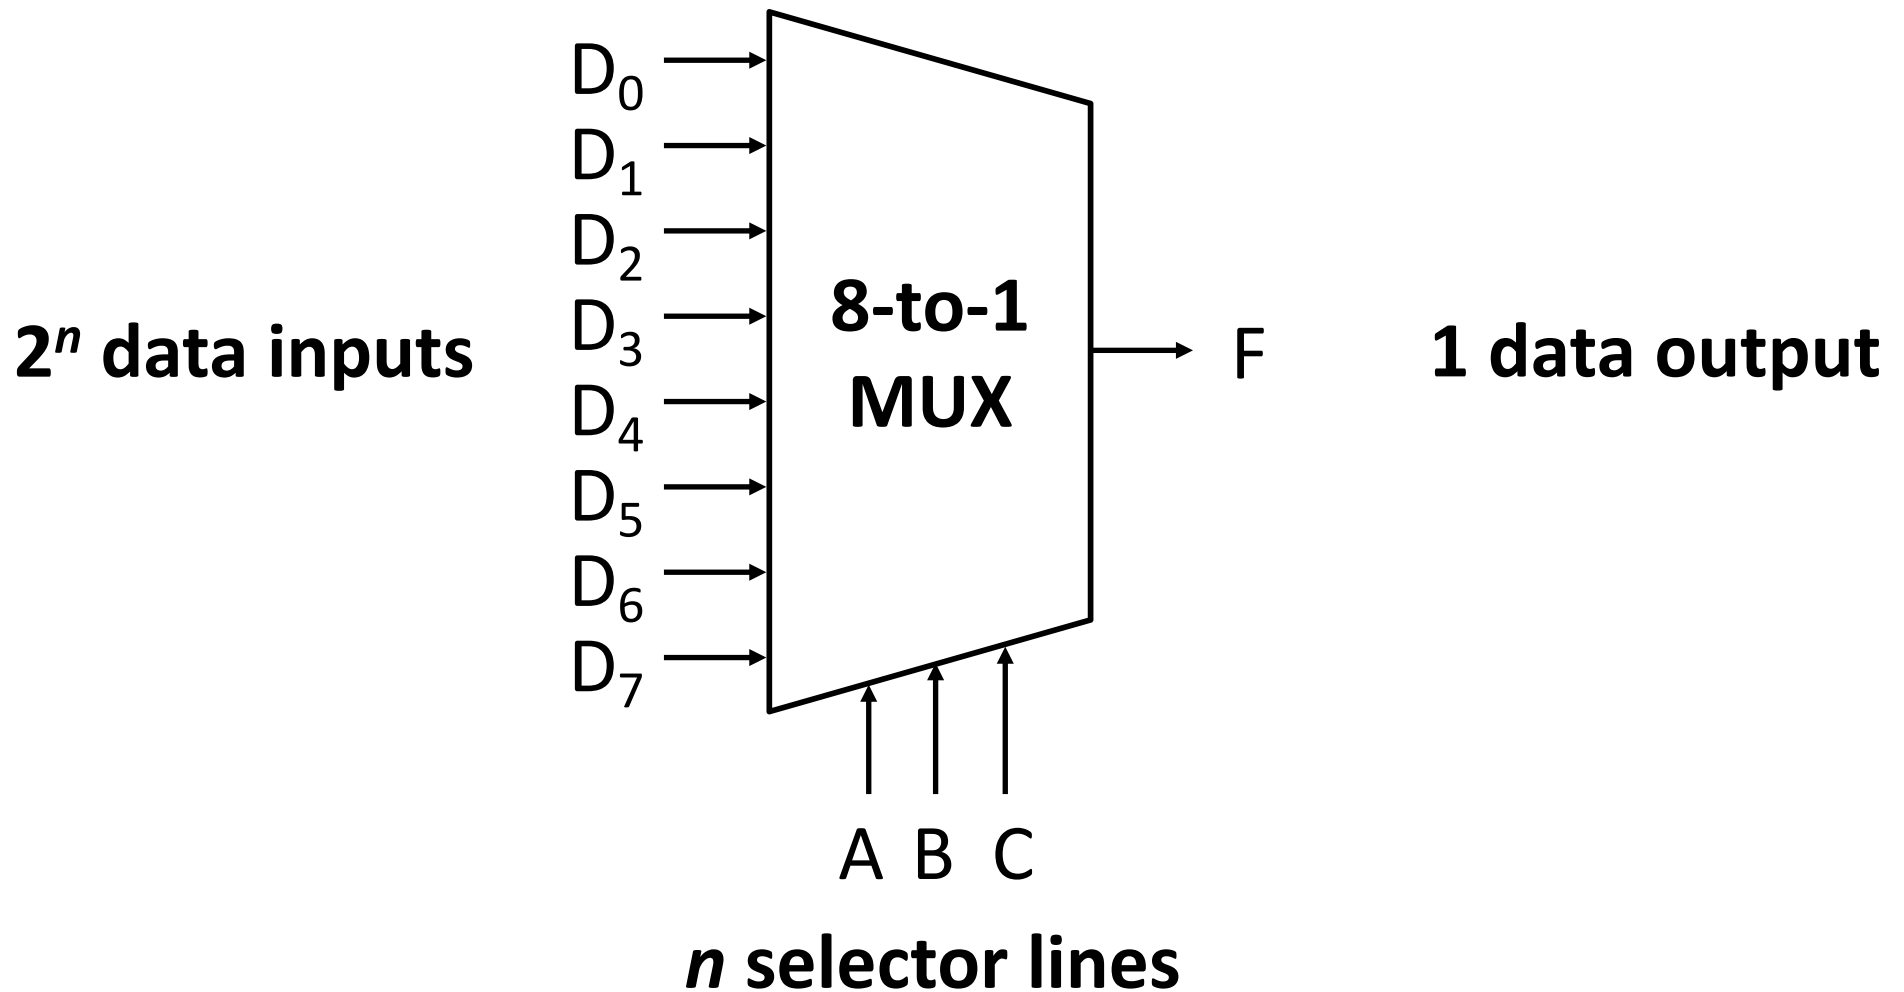 D₀
D₁
D₂
D₃
D₄
D₅
D₆
D₇
2ⁿ data inputs
8-to-1
MUX
F
1 data output
A B C
n selector lines